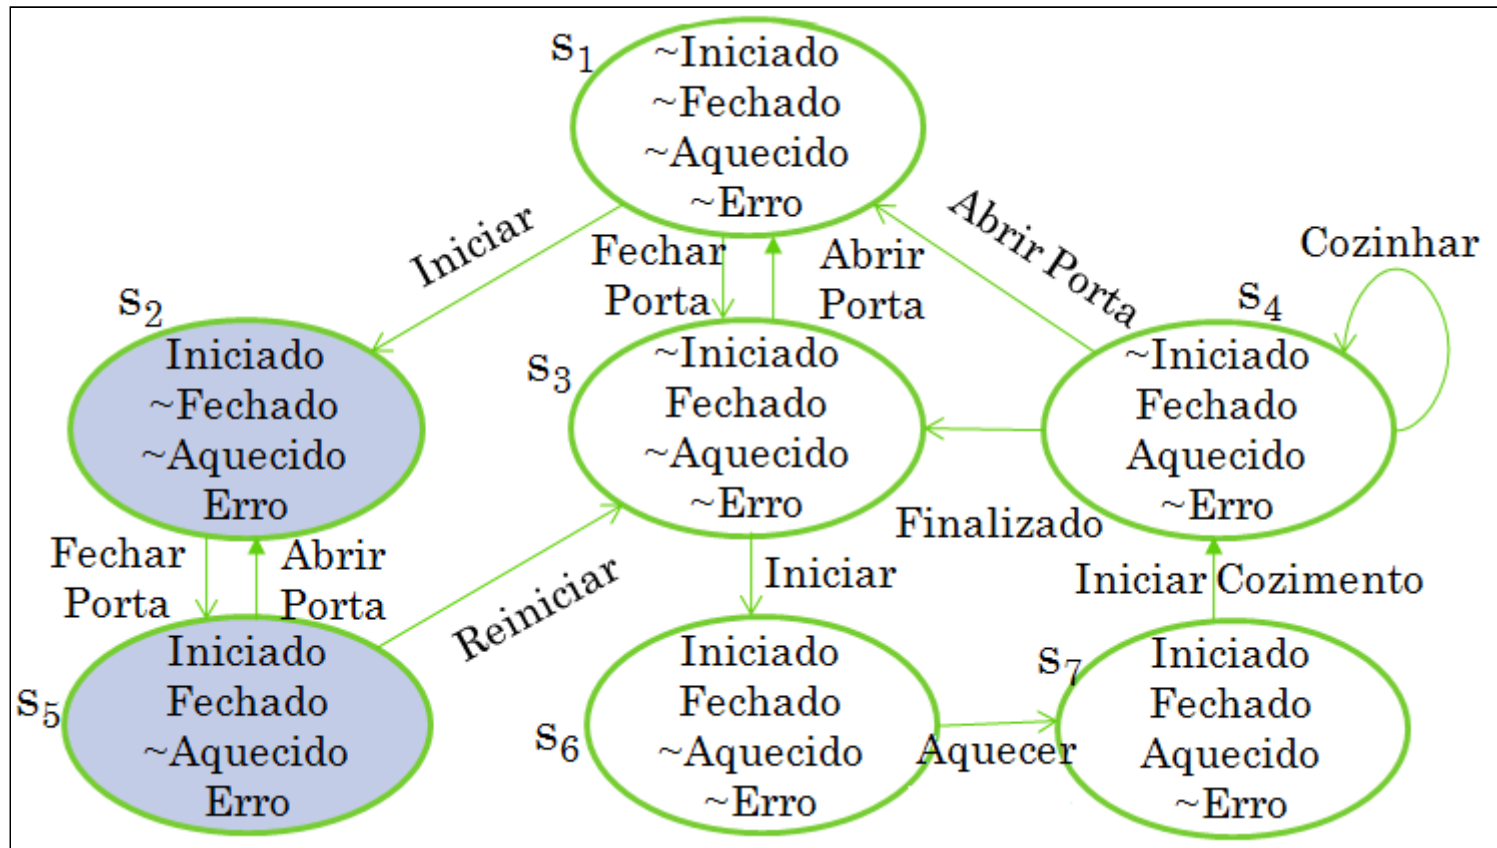 s1
~Iniciado
~Fechado
~Aquecido
~Erro
Iniciar
Fechar
Porta
Abrir
Porta
Abrir Porta
Cozinhar
s2
Iniciado
~Fechado
~Aquecido
Erro
s3
~Iniciado
Fechado
~Aquecido
~Erro
s4
~Iniciado
Fechado
Aquecido
~Erro
Fechar
Porta
Abrir
Porta
Reiniciar
Iniciar
Finalizado
Iniciar Cozimento
s5
Iniciado
Fechado
~Aquecido
Erro
s6
Iniciado
Fechado
~Aquecido
~Erro
Aquecer
s7
Iniciado
Fechado
Aquecido
~Erro